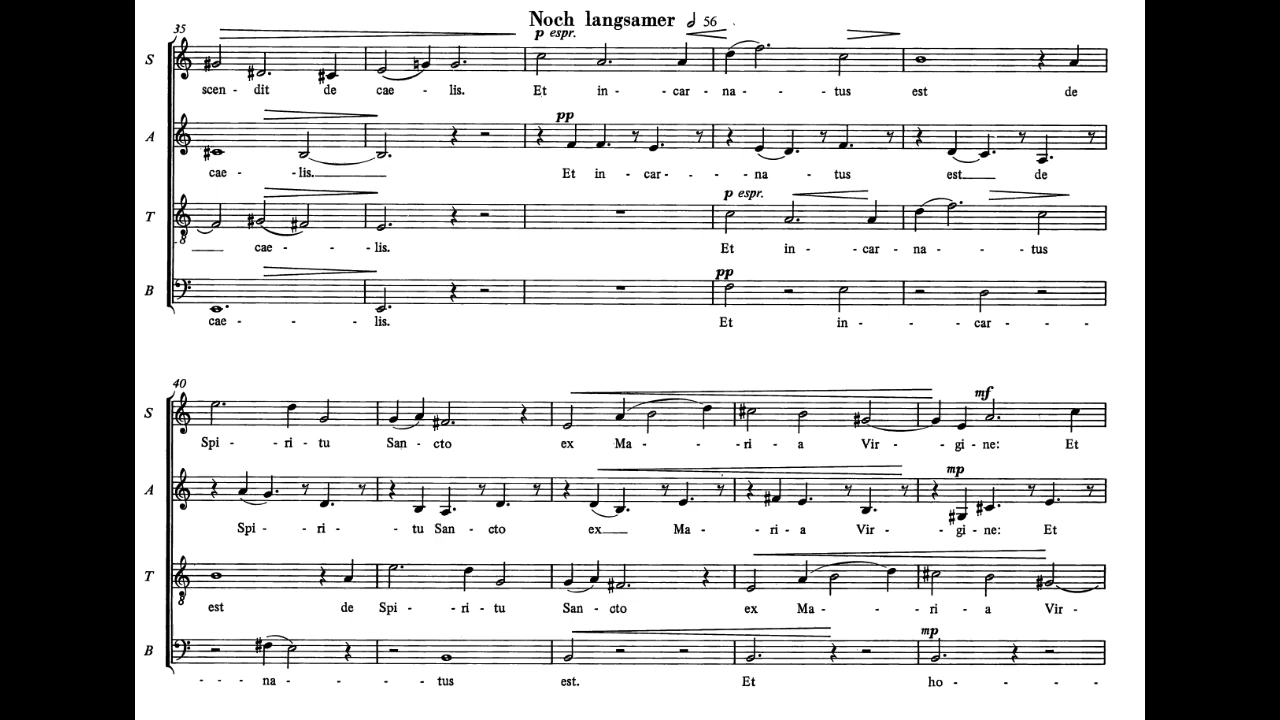 Noch langsamer 56
35
p espr.
S
scen- dit de cae - lis. Et in - car - na - tus est de
pp
A
cae - - lis. Et in - car - na - tus est de
p espr.
T
cae - lis. Et in - car - na - tus
8
pp
B
cae - - lis. Et in - car - - -
40
mf
S
Spi - ri - tu San - cto ex Ma - ri - a Vir - gi - ne: Et
mp
A
Spi - ri - tu San - cto ex Ma - ri - a Vir - gi - ne: Et
T
8
est de Spi - ri - tu San - cto ex Ma - ri - a Vir -
mp
B
- - - na - tus est. Et ho - - - -